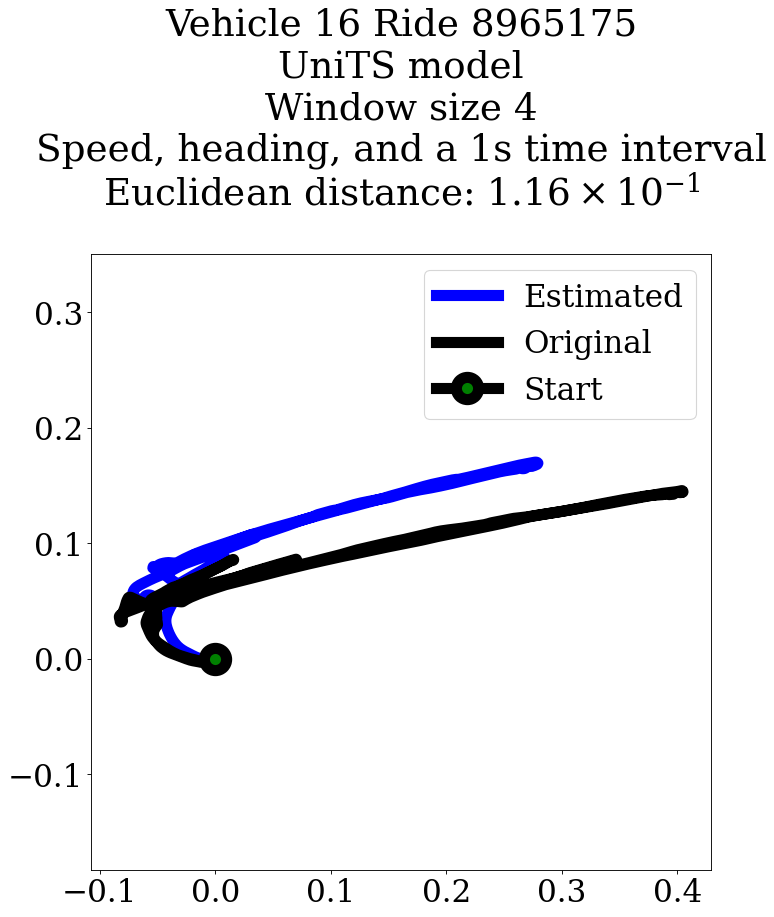 Vehicle 16 Ride 8965175
UniTS model
Window size 4
Speed, heading, and a 1s time interval
Euclidean distance: $1.16 \times 10^{-1}$
Estimated
Original
Start
0.3
0.2
0.1
0.0
−0.1
−0.1 0.0 0.1 0.2 0.3 0.4